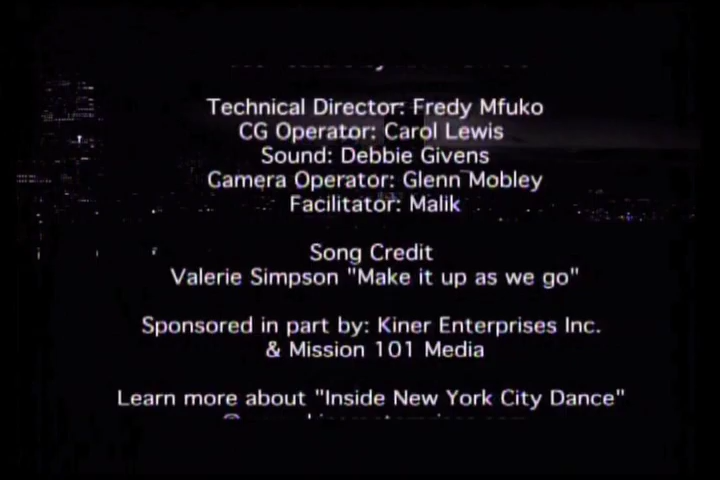 Technical Director: Fredy Mfuko
CG Operator: Carol Lewis
Sound: Debbie Givens
Camera Operator: Glenn Mobley
Facilitator: Malik
Song Credit
Valerie Simpson "Make it up as we go"
Sponsored in part by: Kiner Enterprises Inc.
& Mission 101 Media
Learn more about "Inside New York City Dance"